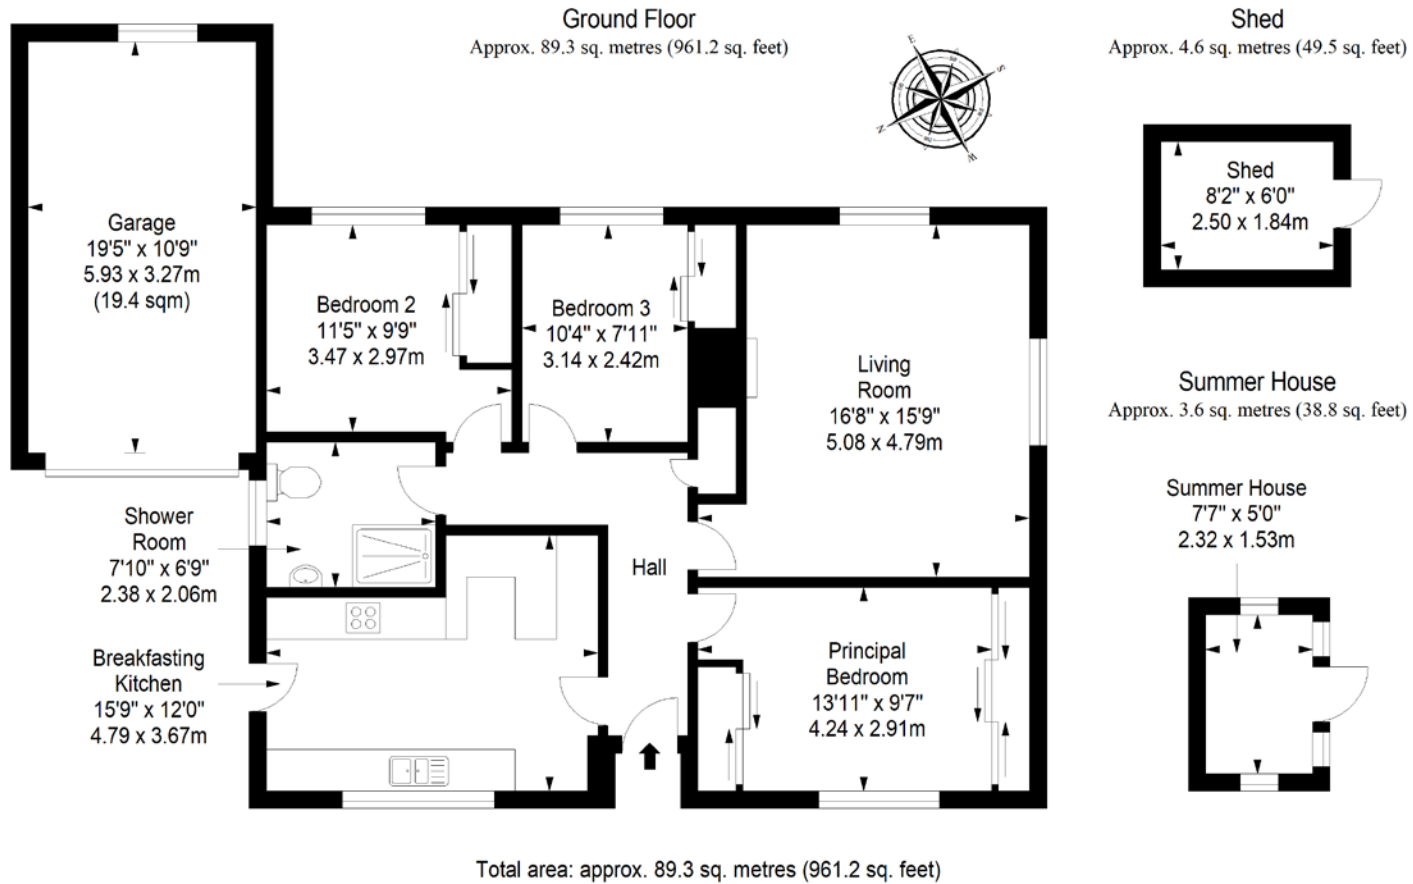 Ground Floor
Approx. 89.3 sq. metres (961.2 sq. feet)
Shed
Approx. 4.6 sq. metres (49.5 sq. feet)
E
S
N
W
Garage
19'5" x 10'9"
5.93 x 3.27m
(19.4 sqm)
Bedroom 2
11'5" x 9'9"
3.47 x 2.97m
Bedroom 3
10'4" x 7'11"
3.14 x 2.42m
Living
Room
16'8" x 15'9"
5.08 x 4.79m
Shed
8'2" x 6'0"
2.50 x 1.84m
Summer House
Approx. 3.6 sq. metres (38.8 sq. feet)
Summer House
7'7" x 5'0"
2.32 x 1.53m
Shower
Room
7'10" x 6'9"
2.38 x 2.06m
Hall
Breakfasting
Kitchen
15'9" x 12'0"
4.79 x 3.67m
Principal
Bedroom
13'11" x 9'7"
4.24 x 2.91m
Total area: approx. 89.3 sq. metres (961.2 sq. feet)